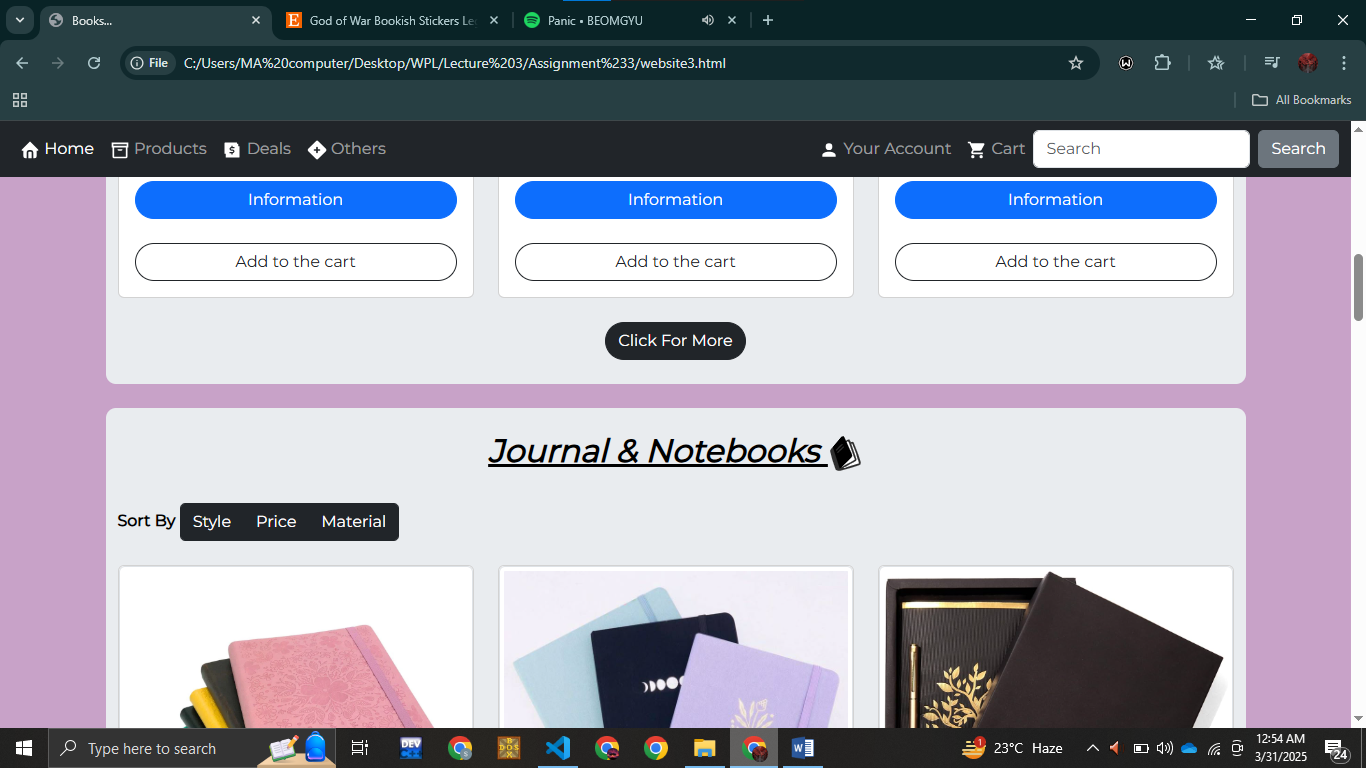 Books...
God of War Bookish Stickers Le
Panic • BEOMGYU
File
C:/Users/MA%20computer/Desktop/WPL/Lecture%203/Assignment%233/website3.html
All Bookmarks
Home Products Deals Others Your Account Cart Search Search
Information Information Information
Add to the cart Add to the cart Add to the cart
Click For More
Journal & Notebooks
Sort By Style Price Material
Type here to search
DEV
DOS
23°C Haze
12:54 AM
3/31/2025
24